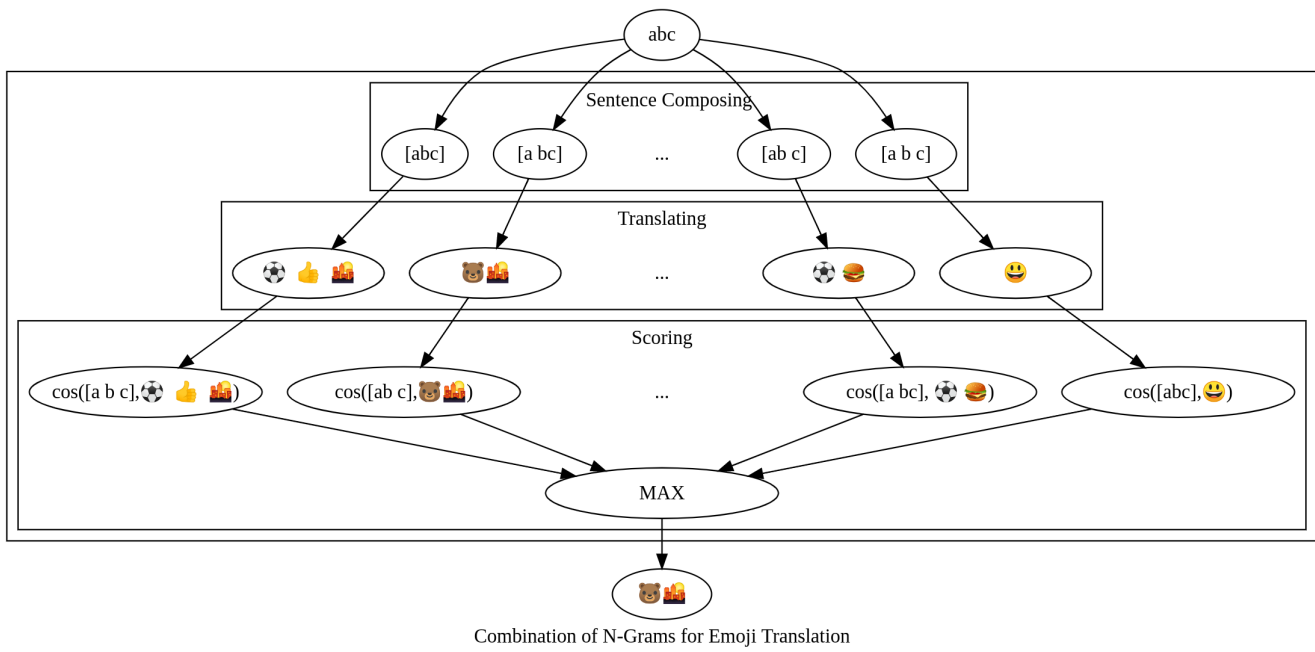 abc
Sentence Composing
[abc] [a bc] ... [ab c] [a b c]
Translating
⚽ 👍 🌇 🐻🌇 ... ⚽ 🍔 😃
Scoring
cos([a b c],⚽ 👍 🌇) cos([ab c],🐻🌇) ... cos([a bc], ⚽ 🍔) cos([abc],😃)
MAX
🐻🌇
Combination of N-Grams for Emoji Translation